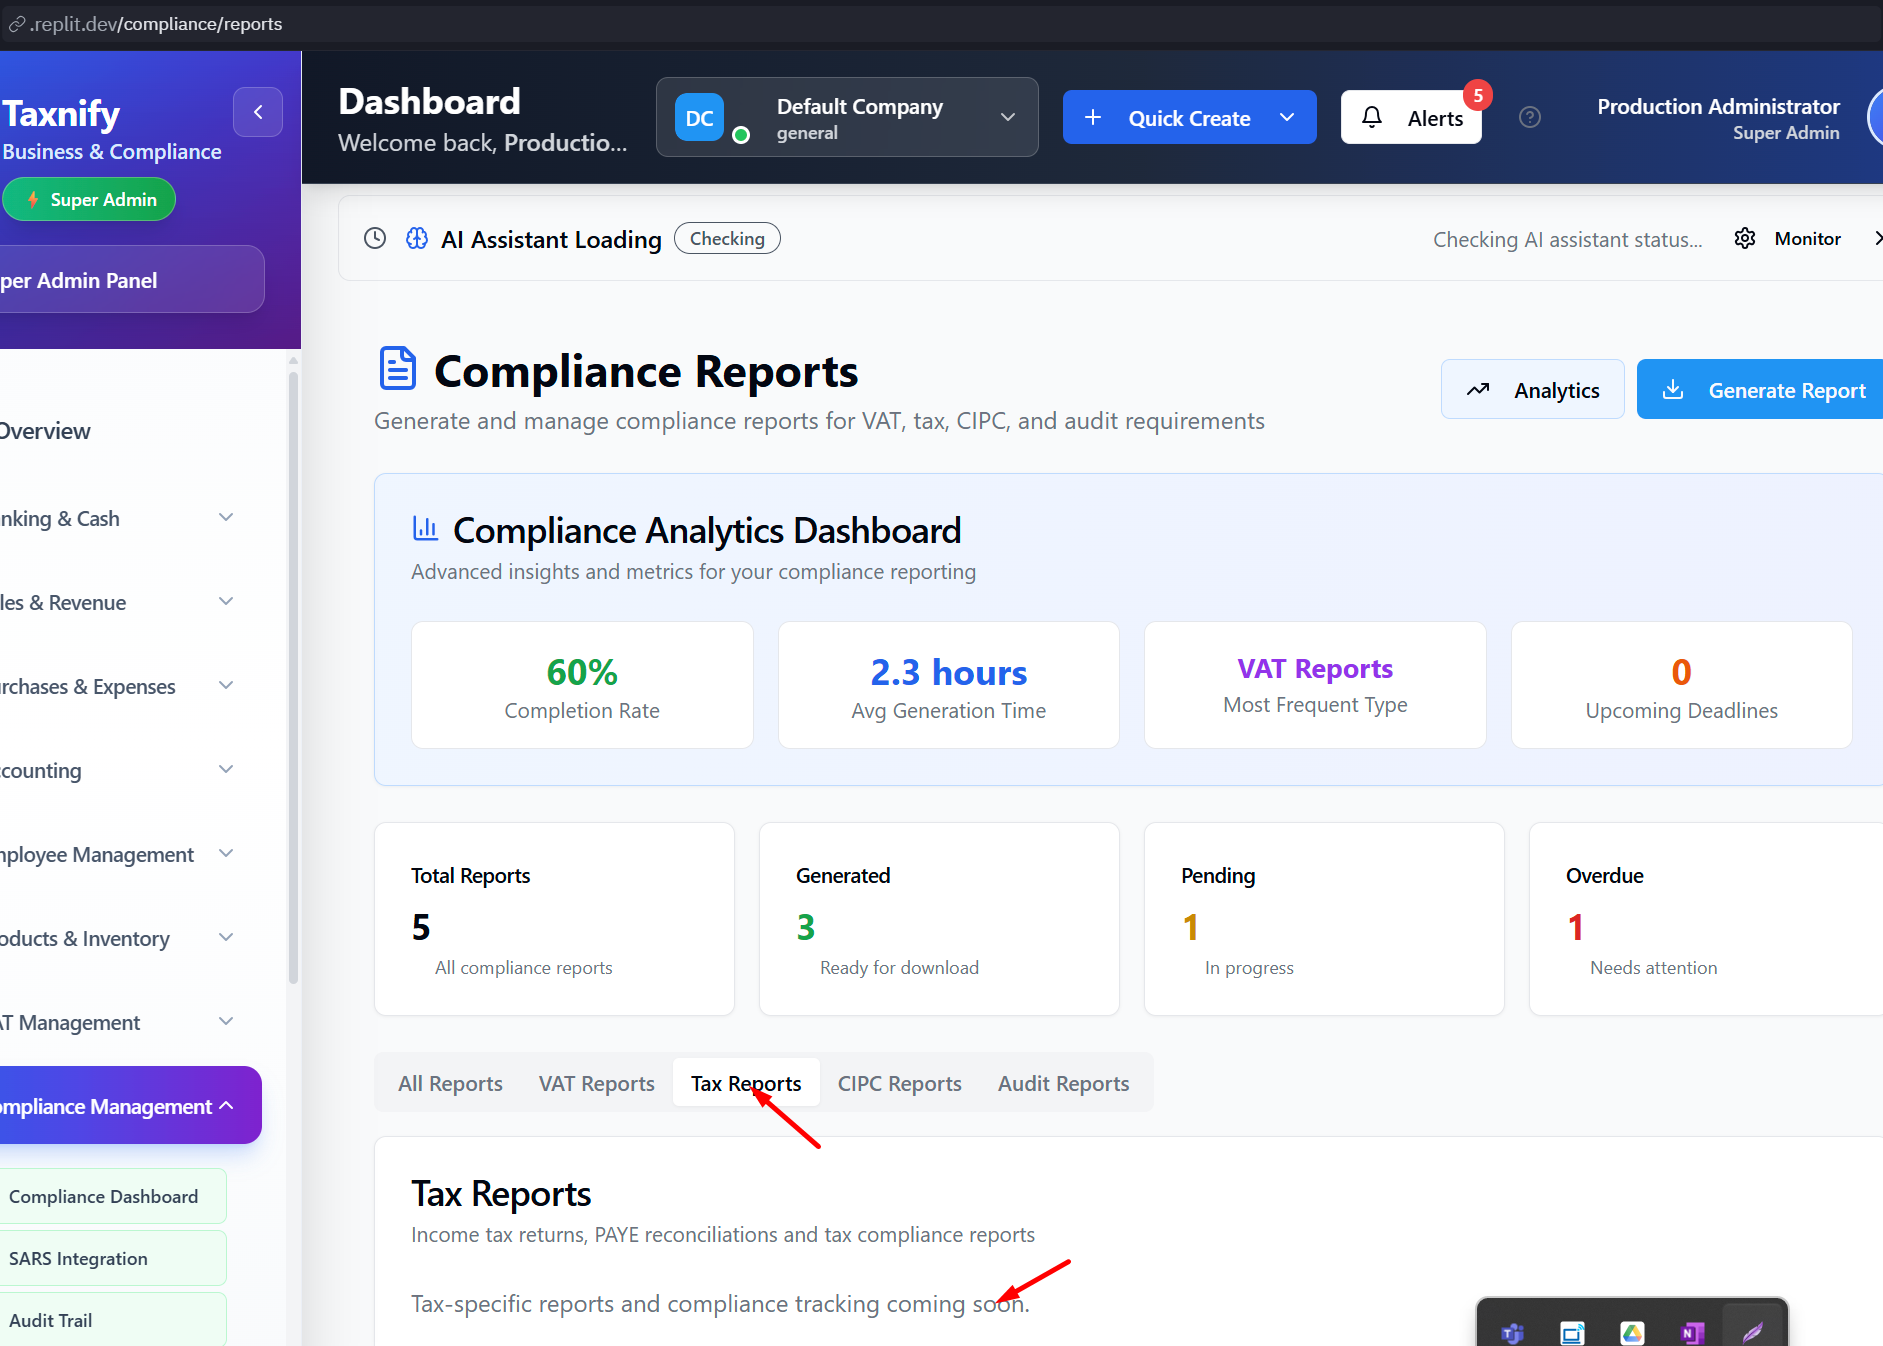 .replit.dev/compliance/reports
Taxnify
Business & Compliance
Super Admin
per Admin Panel
Overview
nking & Cash
les & Revenue
rchases & Expenses
counting
mployee Management
oducts & Inventory
AT Management
ompliance Management
Compliance Dashboard
SARS Integration
Audit Trail
Dashboard
Welcome back, Productio...
DC
Default Company
general
Quick Create
Alerts
5
Production Administrator
Super Admin
AI Assistant Loading
Checking
Checking AI assistant status...
Monitor
Compliance Reports
Generate and manage compliance reports for VAT, tax, CIPC, and audit requirements
Analytics
Generate Report
Compliance Analytics Dashboard
Advanced insights and metrics for your compliance reporting
60%
Completion Rate
2.3 hours
Avg Generation Time
VAT Reports
Most Frequent Type
0
Upcoming Deadlines
Total Reports
5
All compliance reports
Generated
3
Ready for download
Pending
1
In progress
Overdue
1
Needs attention
All Reports
VAT Reports
Tax Reports
CIPC Reports
Audit Reports
Tax Reports
Income tax returns, PAYE reconciliations and tax compliance reports
Tax-specific reports and compliance tracking coming soon.